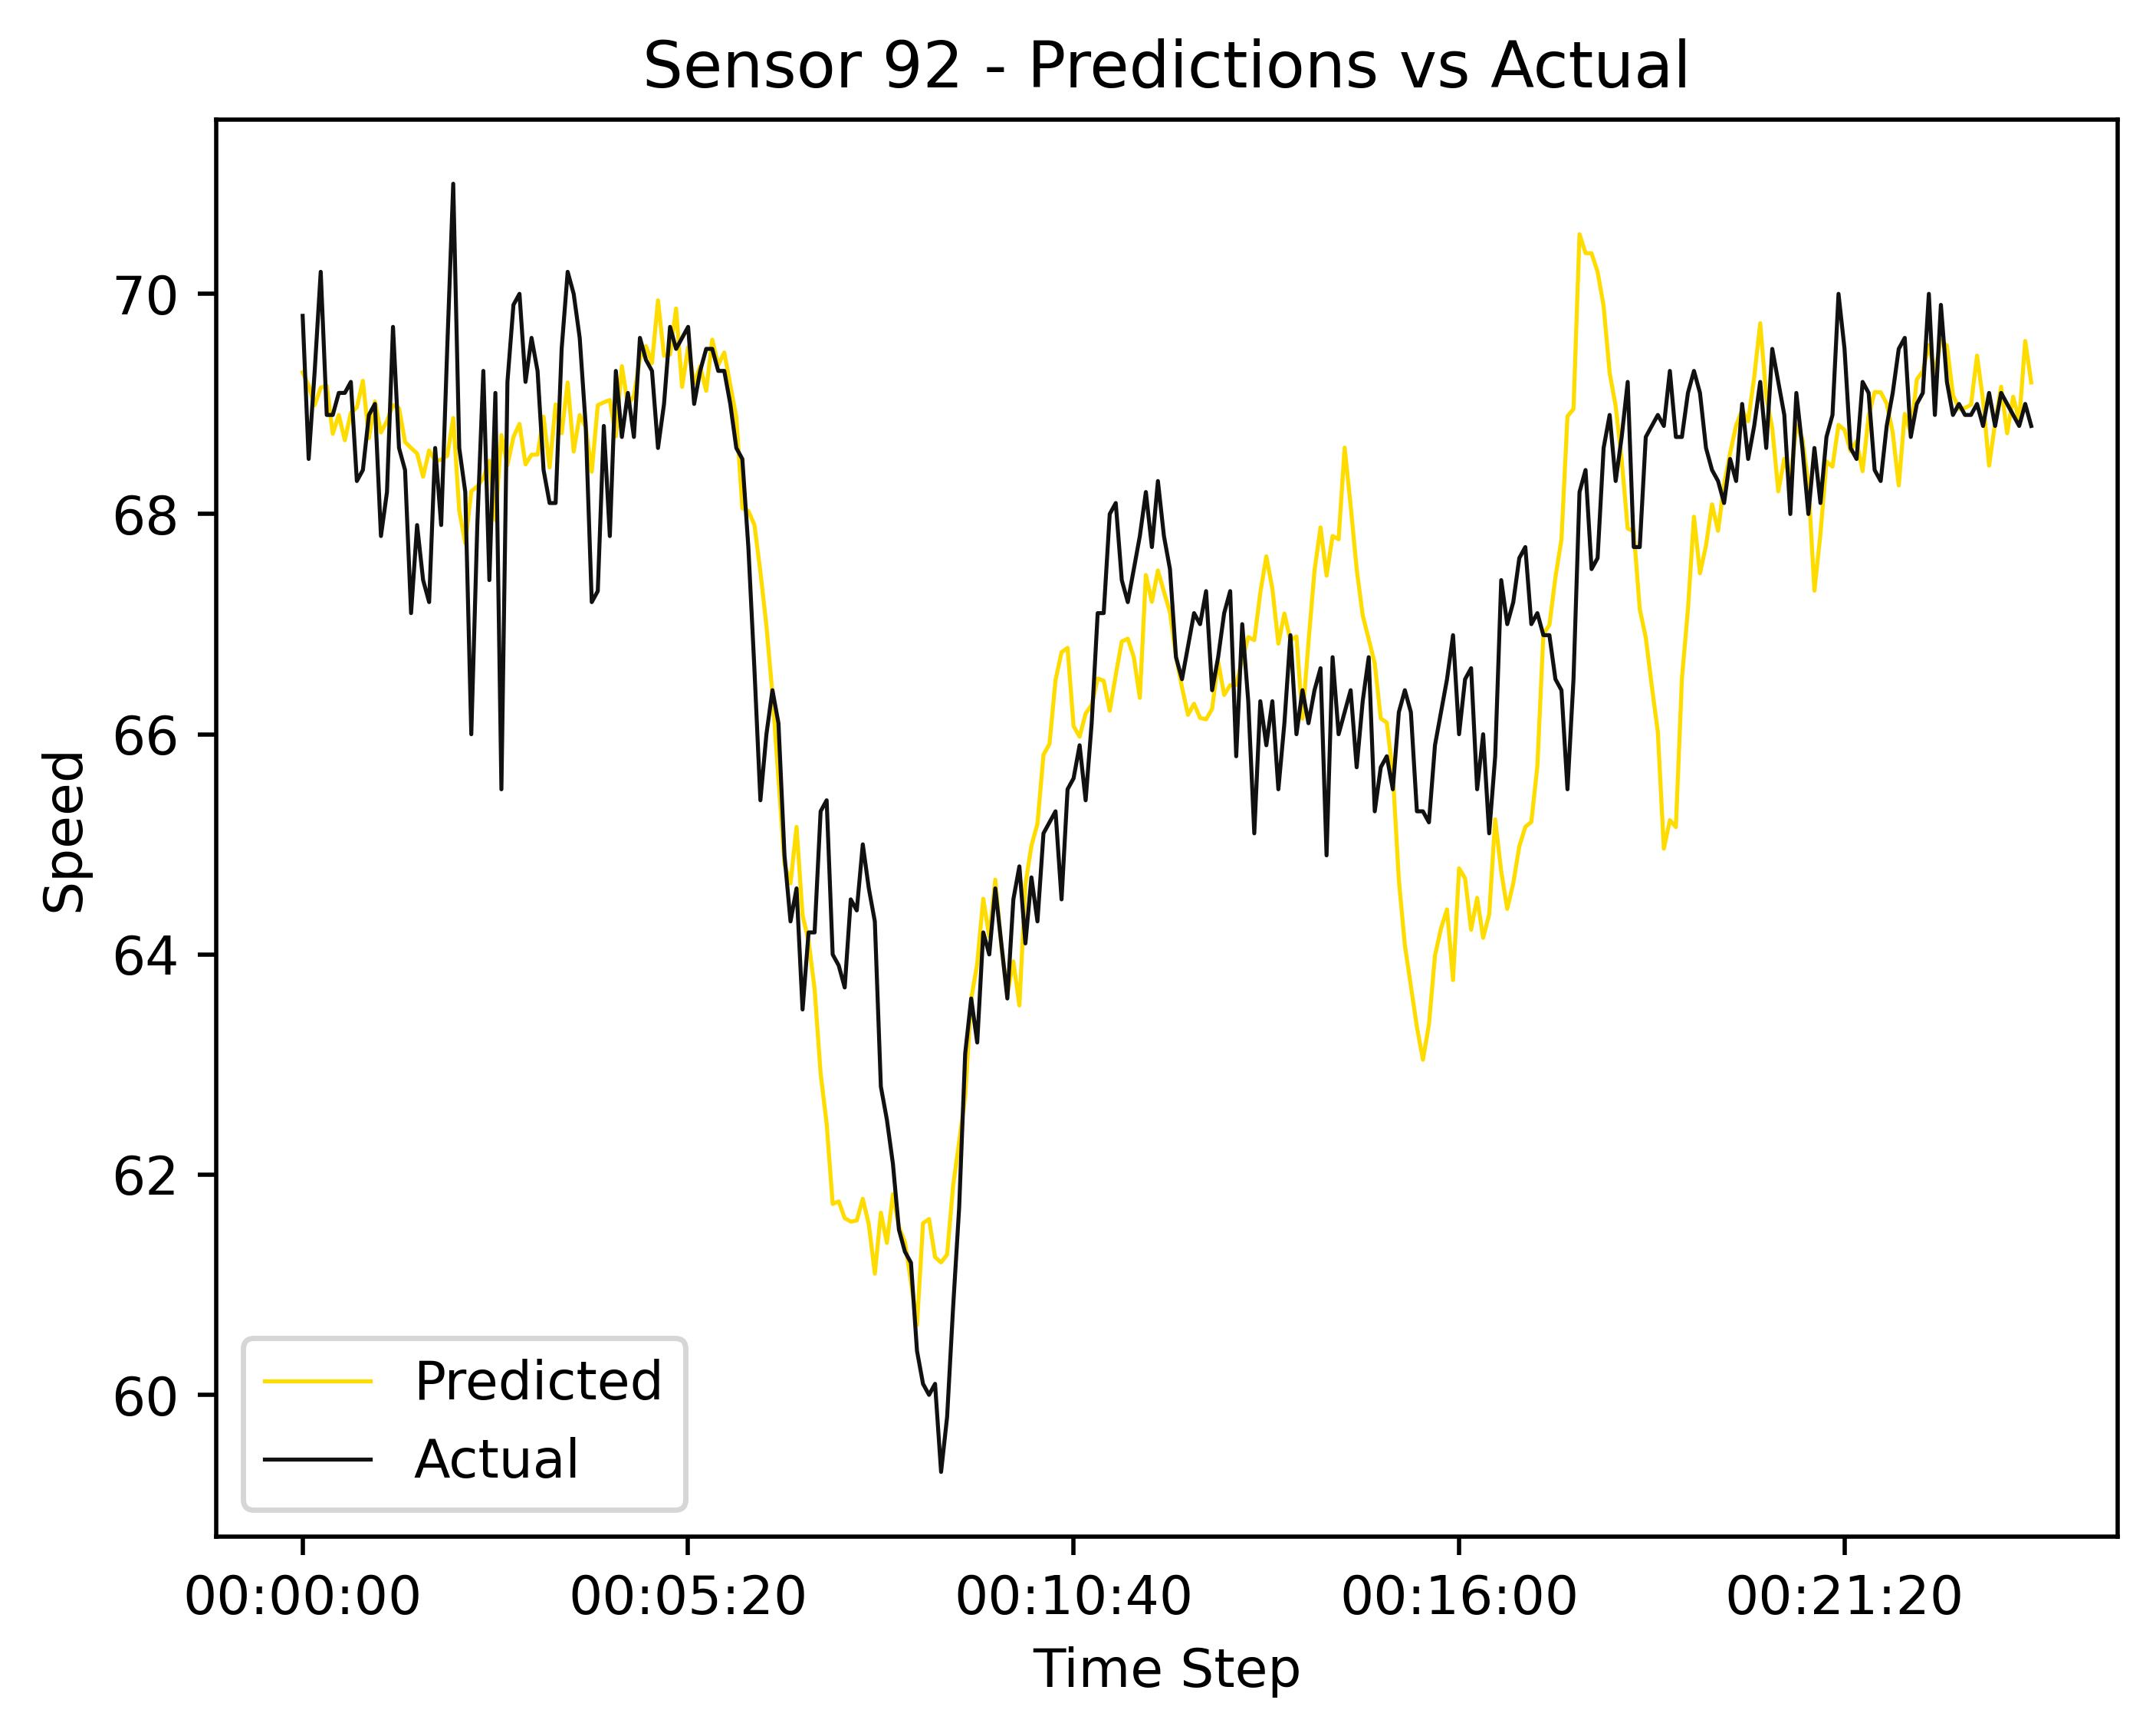 Sensor 92 - Predictions vs Actual
70
68
66
64
62
60
Speed
Predicted
Actual
00:00:00 00:05:20 00:10:40 00:16:00 00:21:20
Time Step